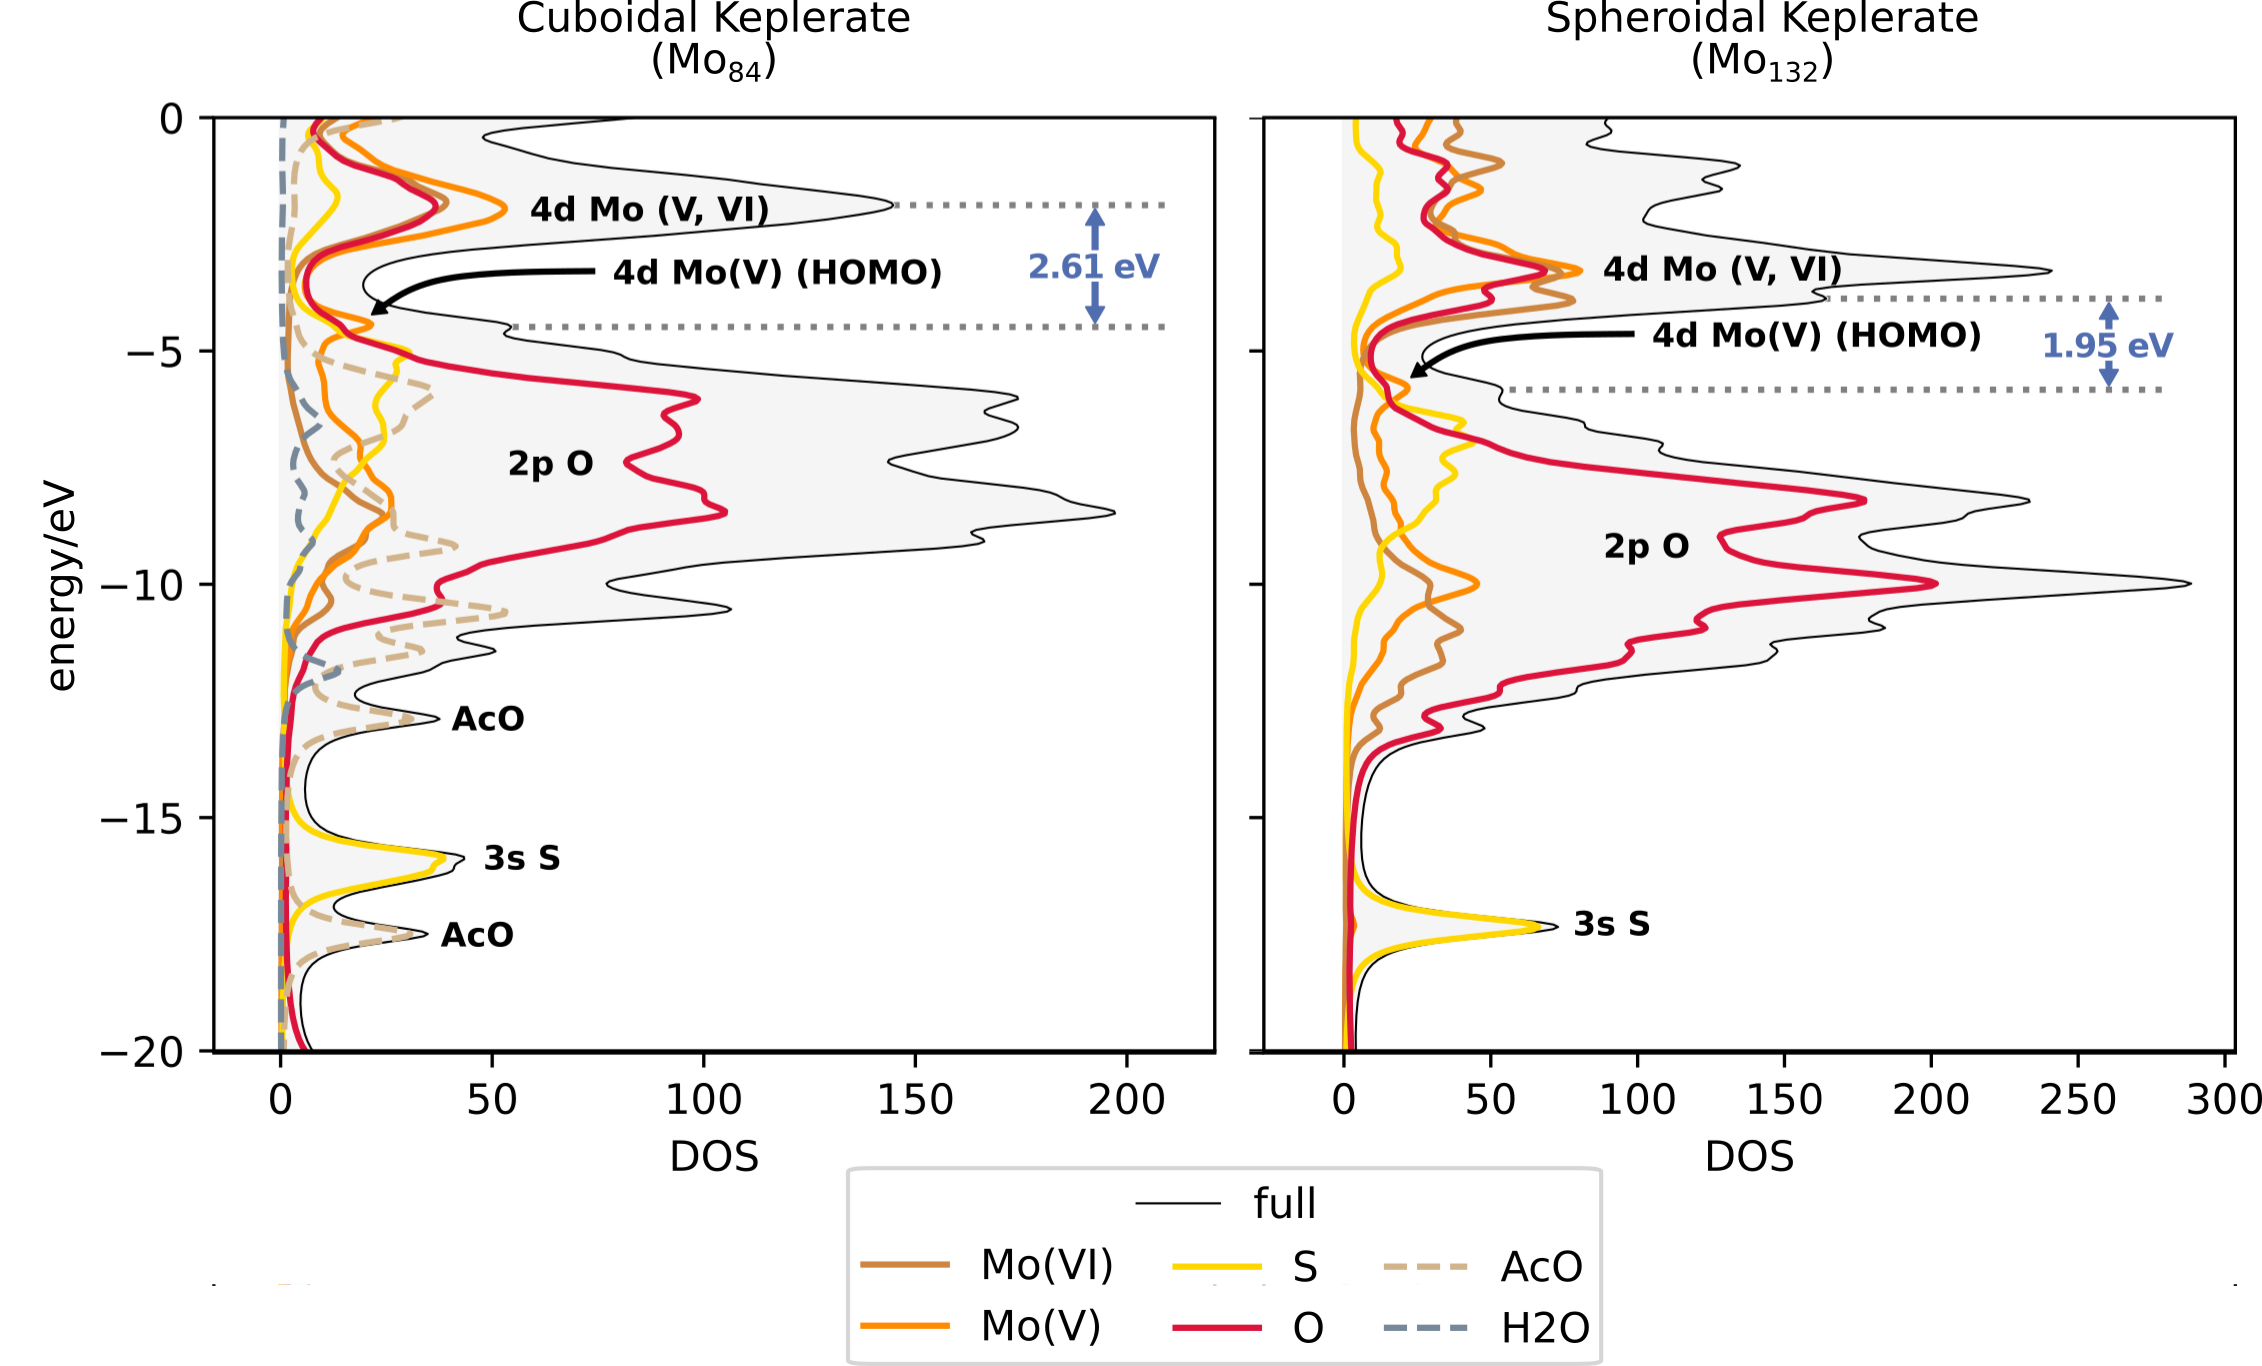 Cuboidal Keplerate
(Mo84)
Spheroidal Keplerate
(Mo132)
energy/eV
0
−5
−10
−15
−20
4d Mo (V, VI)
4d Mo(V) (HOMO)
2.61 eV
2p O
AcO
3s S
AcO
0 50 100 150 200
DOS
4d Mo (V, VI)
4d Mo(V) (HOMO)
1.95 eV
2p O
3s S
0 50 100 150 200 250 300
DOS
full
Mo(VI) S AcO
Mo(V) O H2O